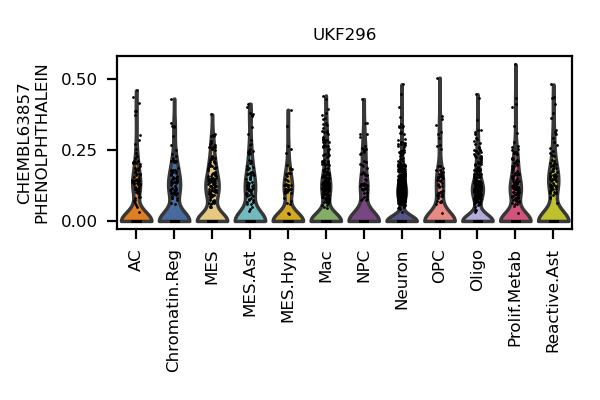 UKF296
CHEMBL63857
PHENOLPHTHALEIN
0.50
0.25
0.00
AC
Chromatin.Reg
MES
MES.Ast
MES.Hyp
Mac
NPC
Neuron
OPC
Oligo
Prolif.Metab
Reactive.Ast